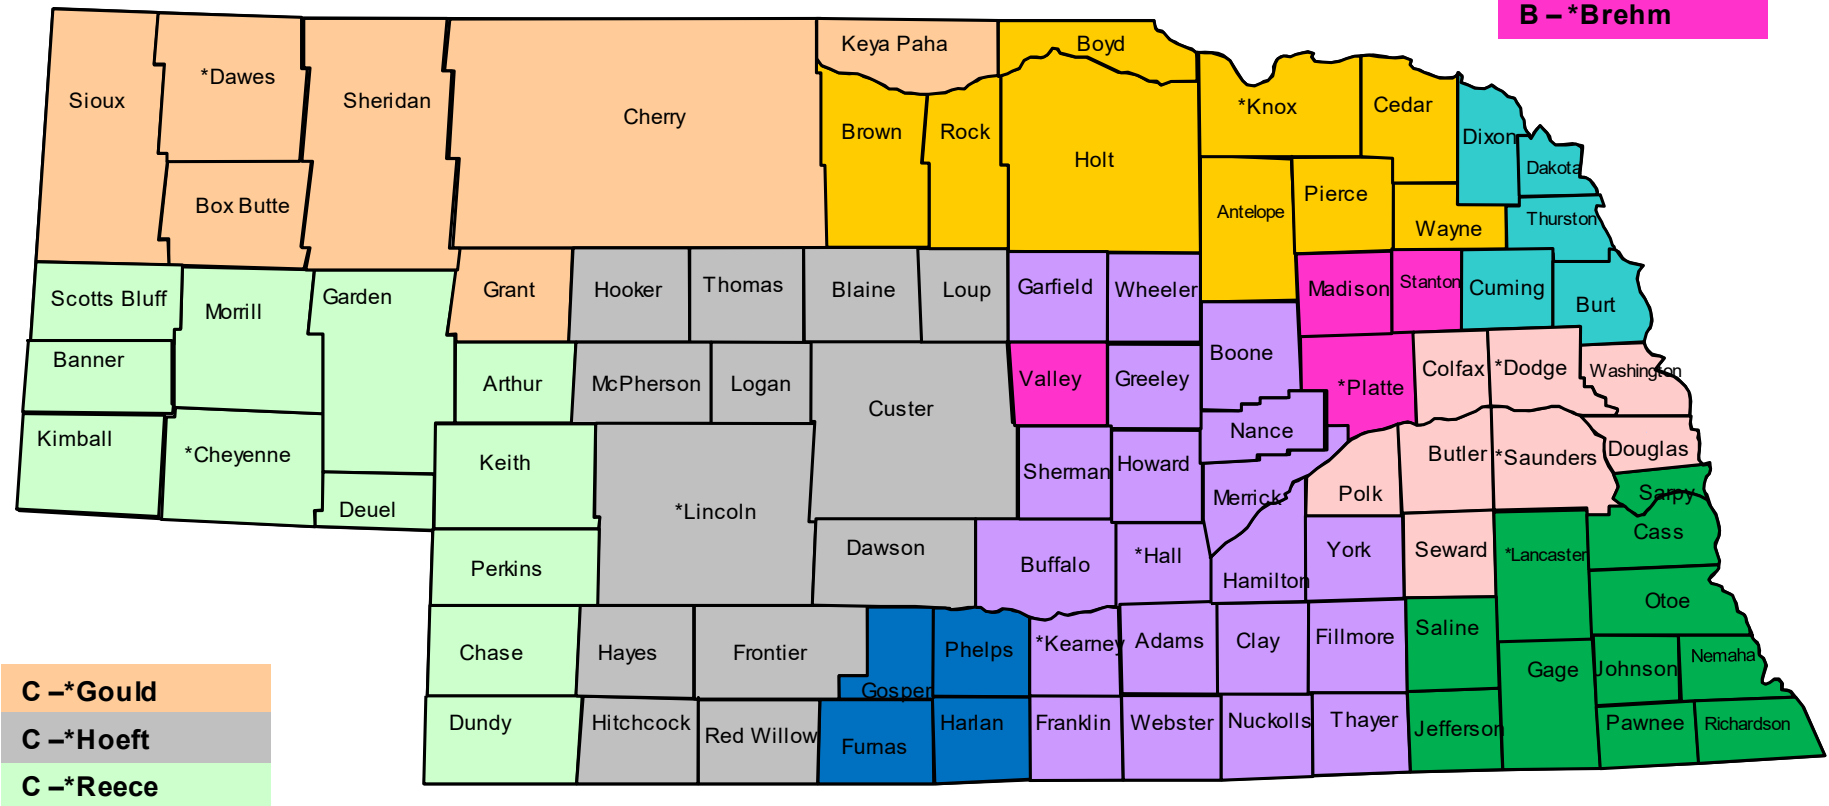 B – *Brehm
Keya Paha
Boyd
*Dawes
Sioux
Sheridan
Cherry
Brown
Rock
Holt
*Knox
Cedar
Dixon
Dakota
Box Butte
Antelope
Pierce
Wayne
Thurston
Scotts Bluff
Morrill
Garden
Grant
Hooker
Thomas
Blaine
Loup
Garfield
Wheeler
Madison
Stanton
Cuming
Burt
Banner
Arthur
McPherson
Logan
Custer
Valley
Greeley
Boone
*Platte
Colfax
*Dodge
Washington
Kimball
*Cheyenne
Keith
Nance
Butler
*Saunders
Douglas
Sherman
Howard
Merrick
Polk
Sarpy
Deuel
*Lincoln
Dawson
Buffalo
*Hall
Hamilton
York
Seward
*Lancaster
Cass
Perkins
Otoe
Chase
Hayes
Frontier
Gosper
Phelps
*Kearney
Adams
Clay
Fillmore
Saline
Gage
Johnson
Nemaha
Dundy
Hitchcock
Red Willow
Furnas
Harlan
Franklin
Webster
Nuckolls
Thayer
Jefferson
Pawnee
Richardson
C –*Gould
C –*Hoeft
C –*Reece